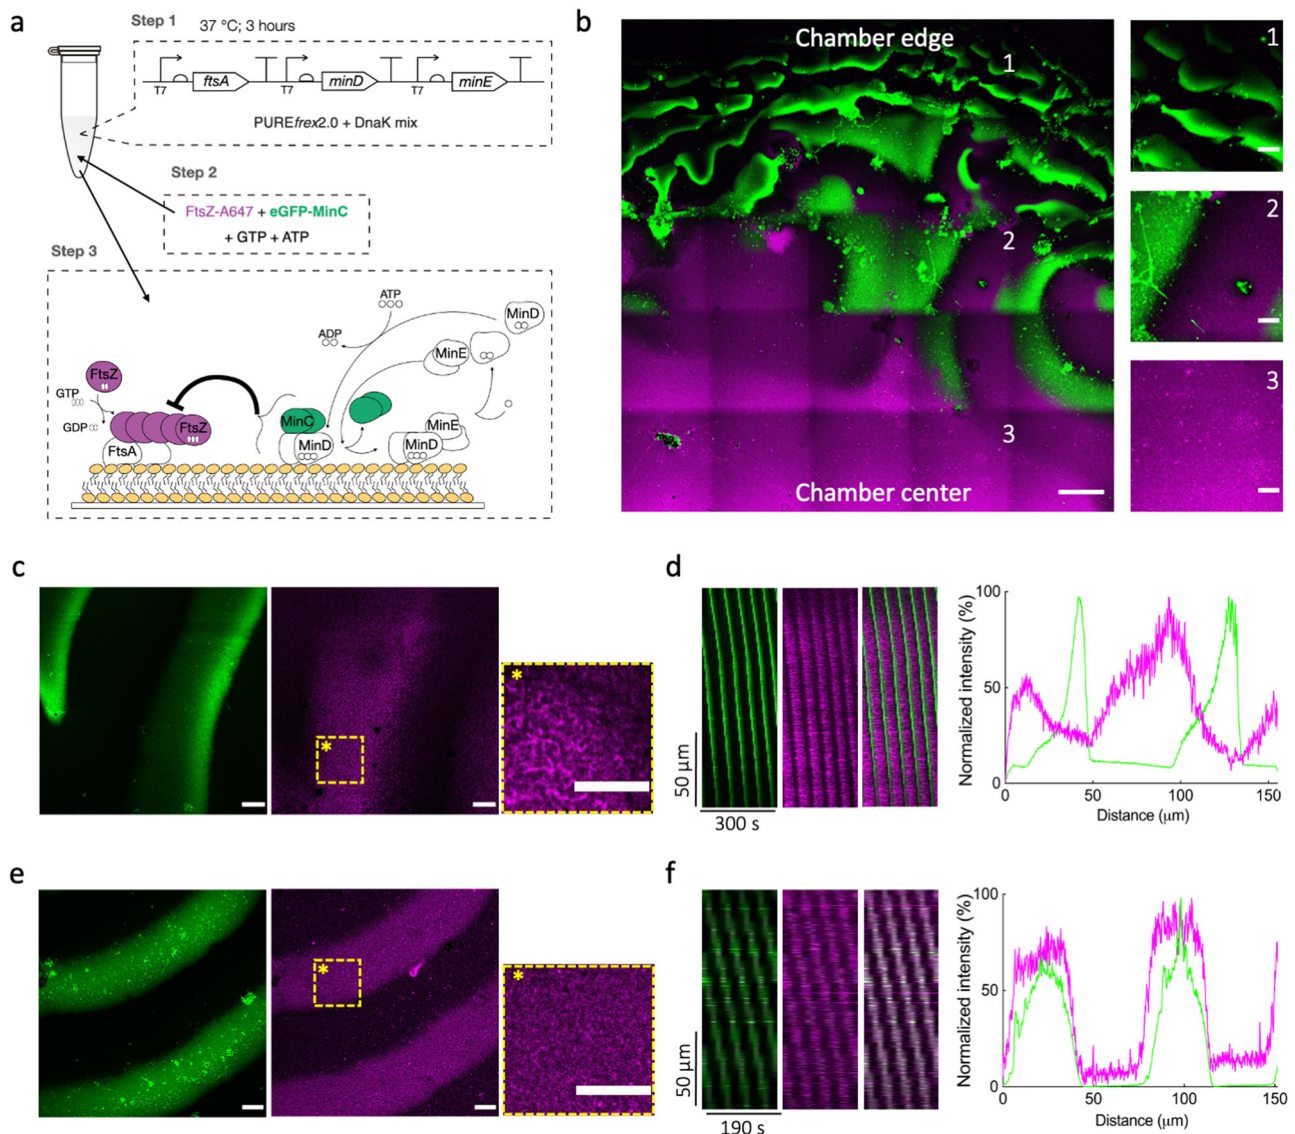 a
Step 1
37 °C; 3 hours
ftsA
minD
minE
T7
T7
T7
PUREfrex2.0 + DnaK mix
Step 2
FtsZ-A647 + eGFP-MinC
+ GTP + ATP
Step 3
ATP
ADP
MinD
MinE
FtsZ
GTP
GDP
FtsZ
FtsA
MinC
MinD
MinE
MinD
b
Chamber edge
1
2
3
Chamber center
1
2
3
c
*
*
d
50 μm
300 s
Normalized intensity (%)
100
50
0
0
50
100
150
Distance (μm)
e
*
*
f
50 μm
190 s
Normalized intensity (%)
100
50
0
0
50
100
150
Distance (μm)